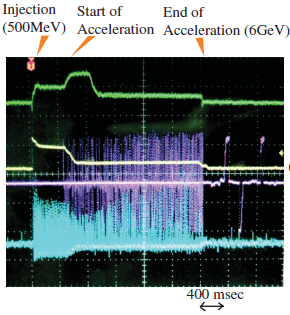 Injection Start of End of
(500MeV) Acceleration Acceleration (6GeV)
400 msec